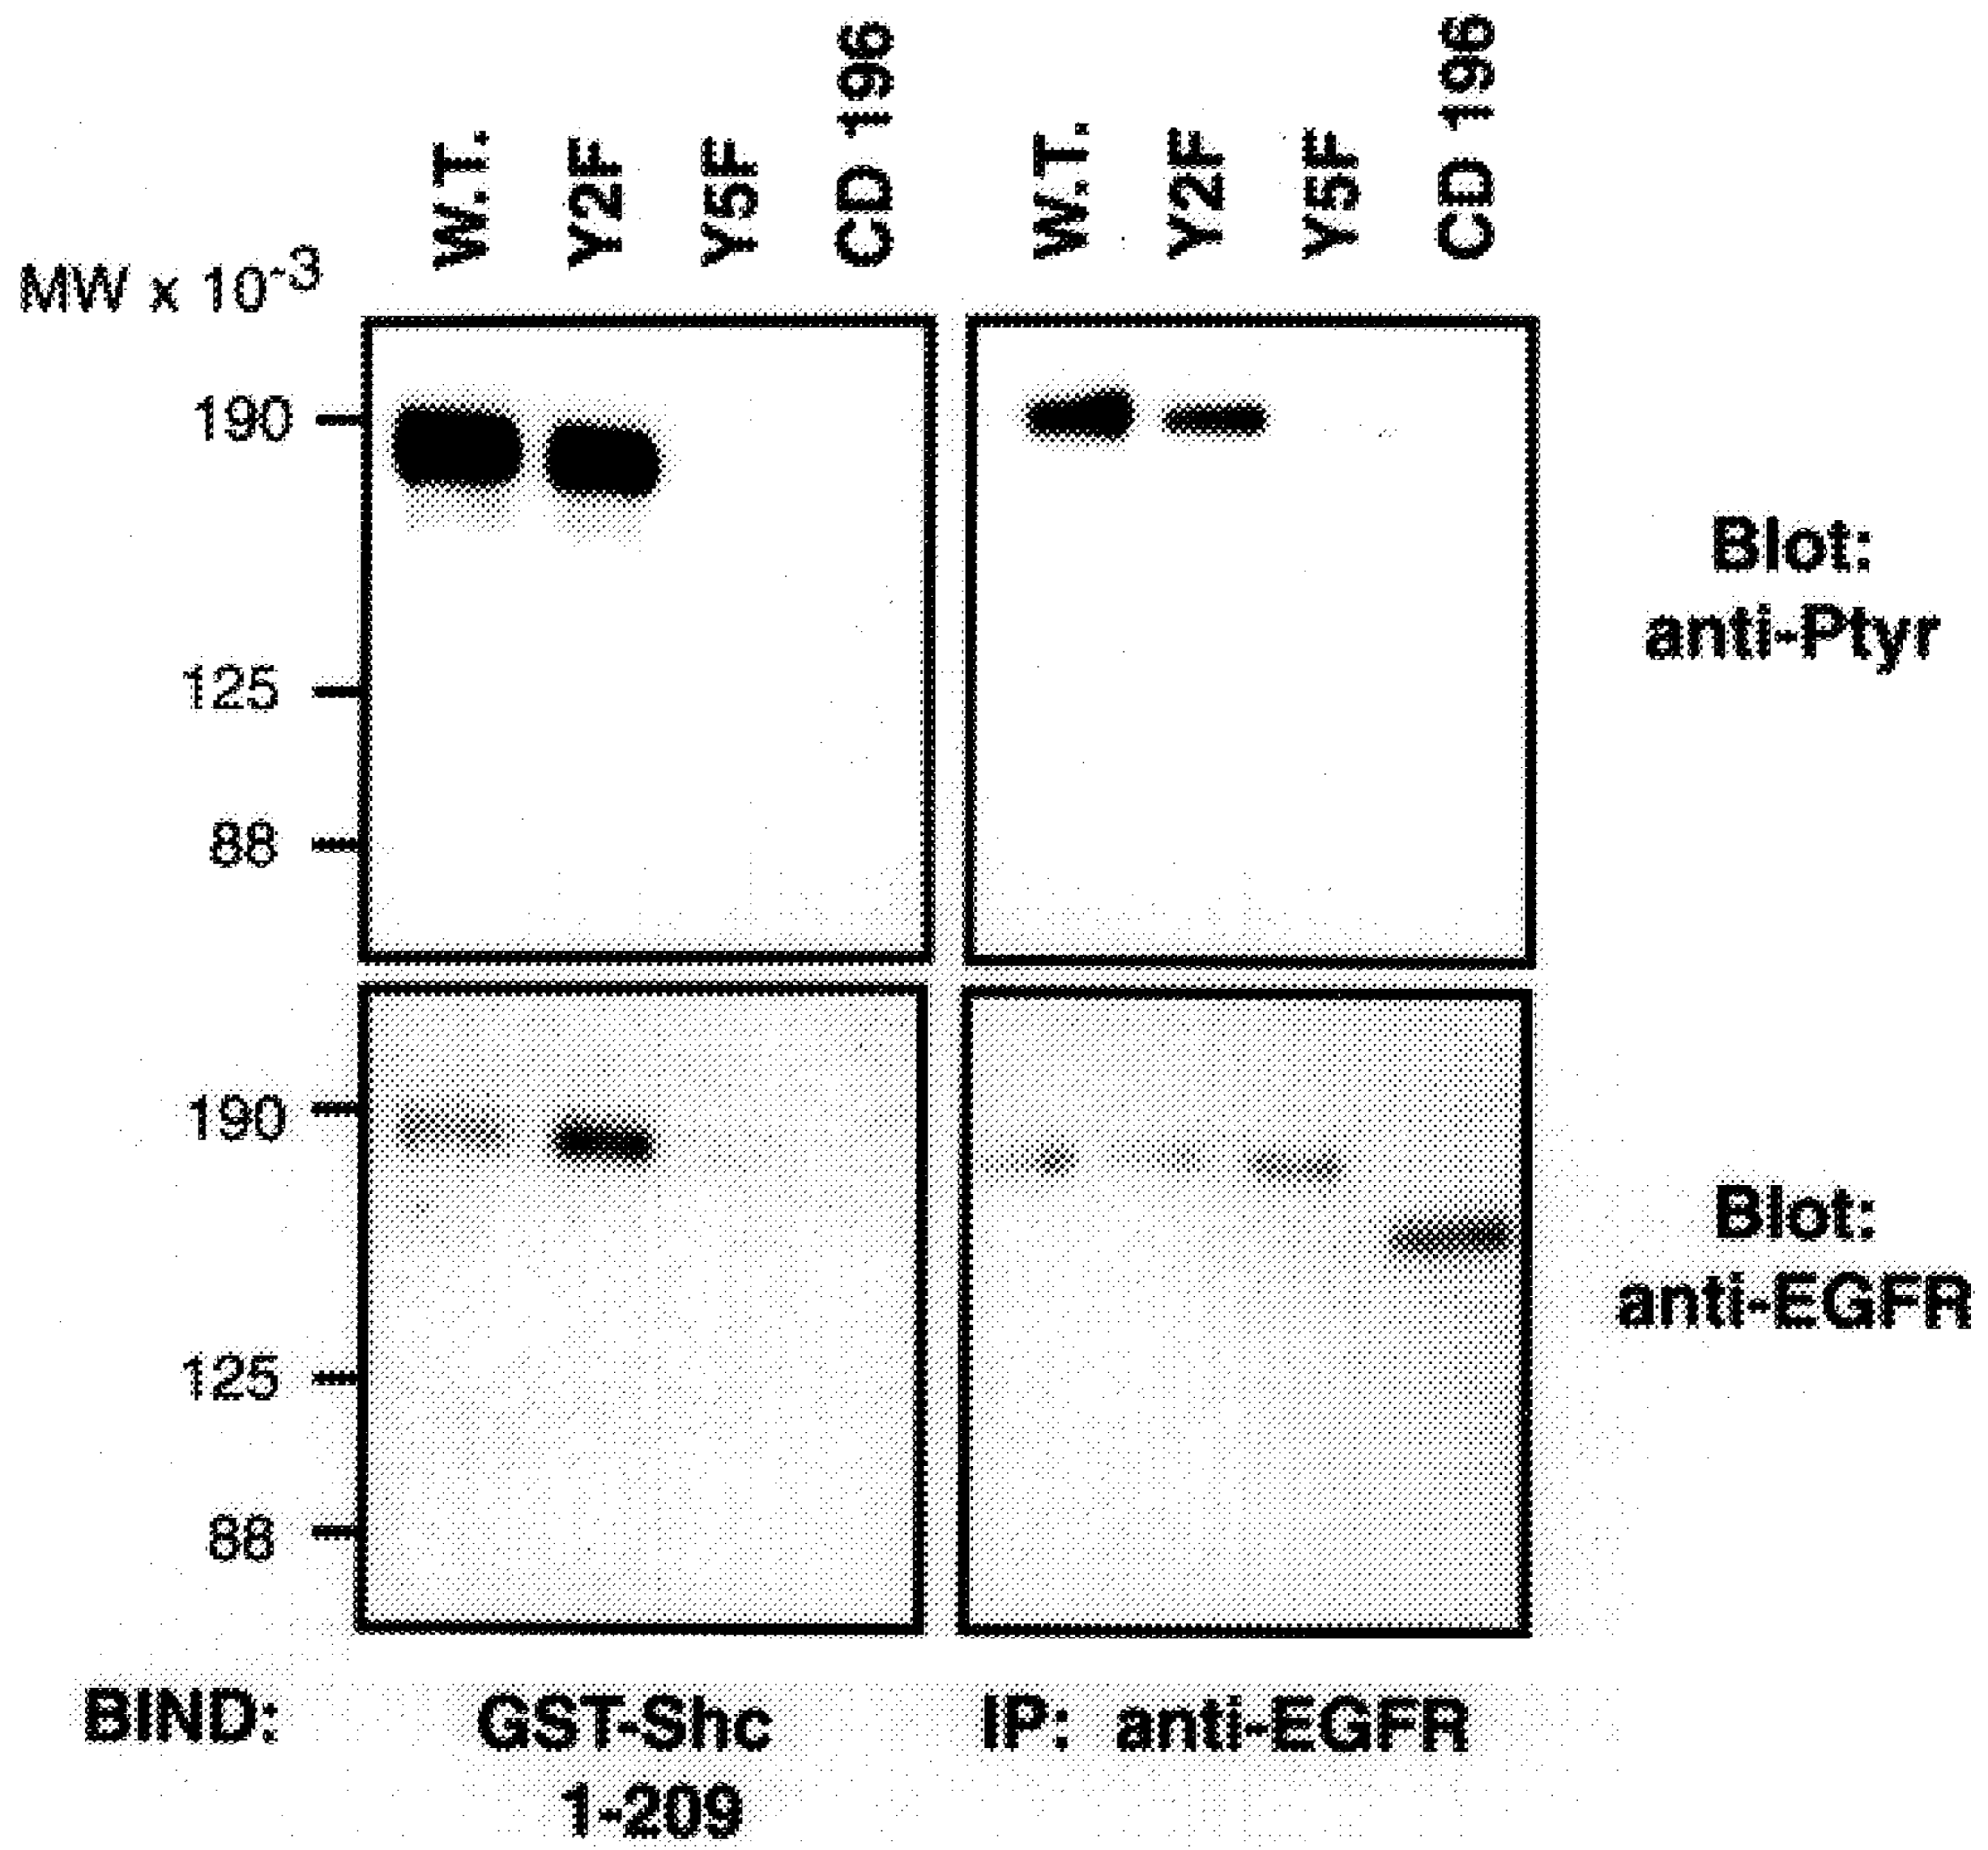 W.T. Y2F Y5F CD 196 W.T. Y2F Y5F CD 196
MW x 10-3
190
125
88
Blot:
anti-Ptyr
190
125
88
Blot:
anti-EGFR
BIND: GST-Shc IP: anti-EGFR
1-209